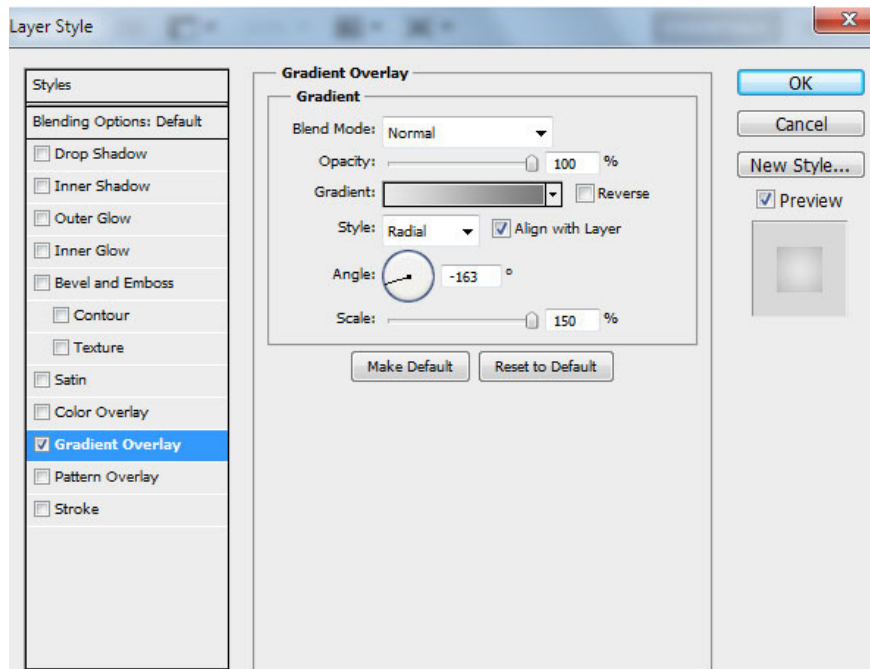 Layer Style
Styles
Blending Options: Default
Drop Shadow
Inner Shadow
Outer Glow
Inner Glow
Bevel and Emboss
Contour
Texture
Satin
Color Overlay
Gradient Overlay
Pattern Overlay
Stroke
Gradient Overlay
Gradient
Blend Mode: Normal
Opacity: 100 %
Gradient: Reverse
Style: Radial Align with Layer
Angle: -163 °
Scale: 150 %
Make Default Reset to Default
OK
Cancel
New Style...
Preview